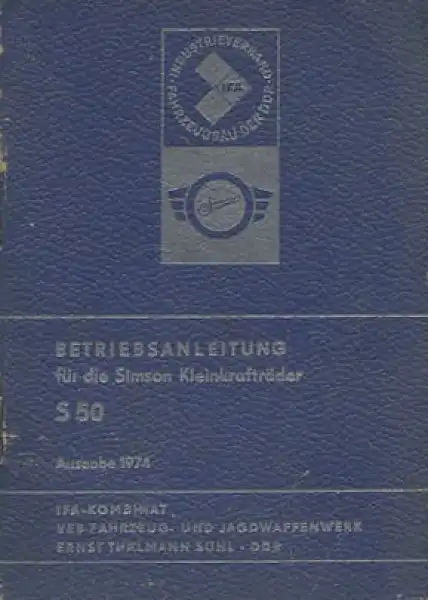 INDUSTRIEVERBAND
FAHRZEUGBAU DER DDR
IFA
Simson
BETRIEBSANLEITUNG
für die Simson Kleinkrafträder
S 50
Ausgabe 1974
IFA-KOMBINAT
VEB FAHRZEUG- UND JAGDWAFFENWERK
ERNST THÄLMANN SUHL · DDR